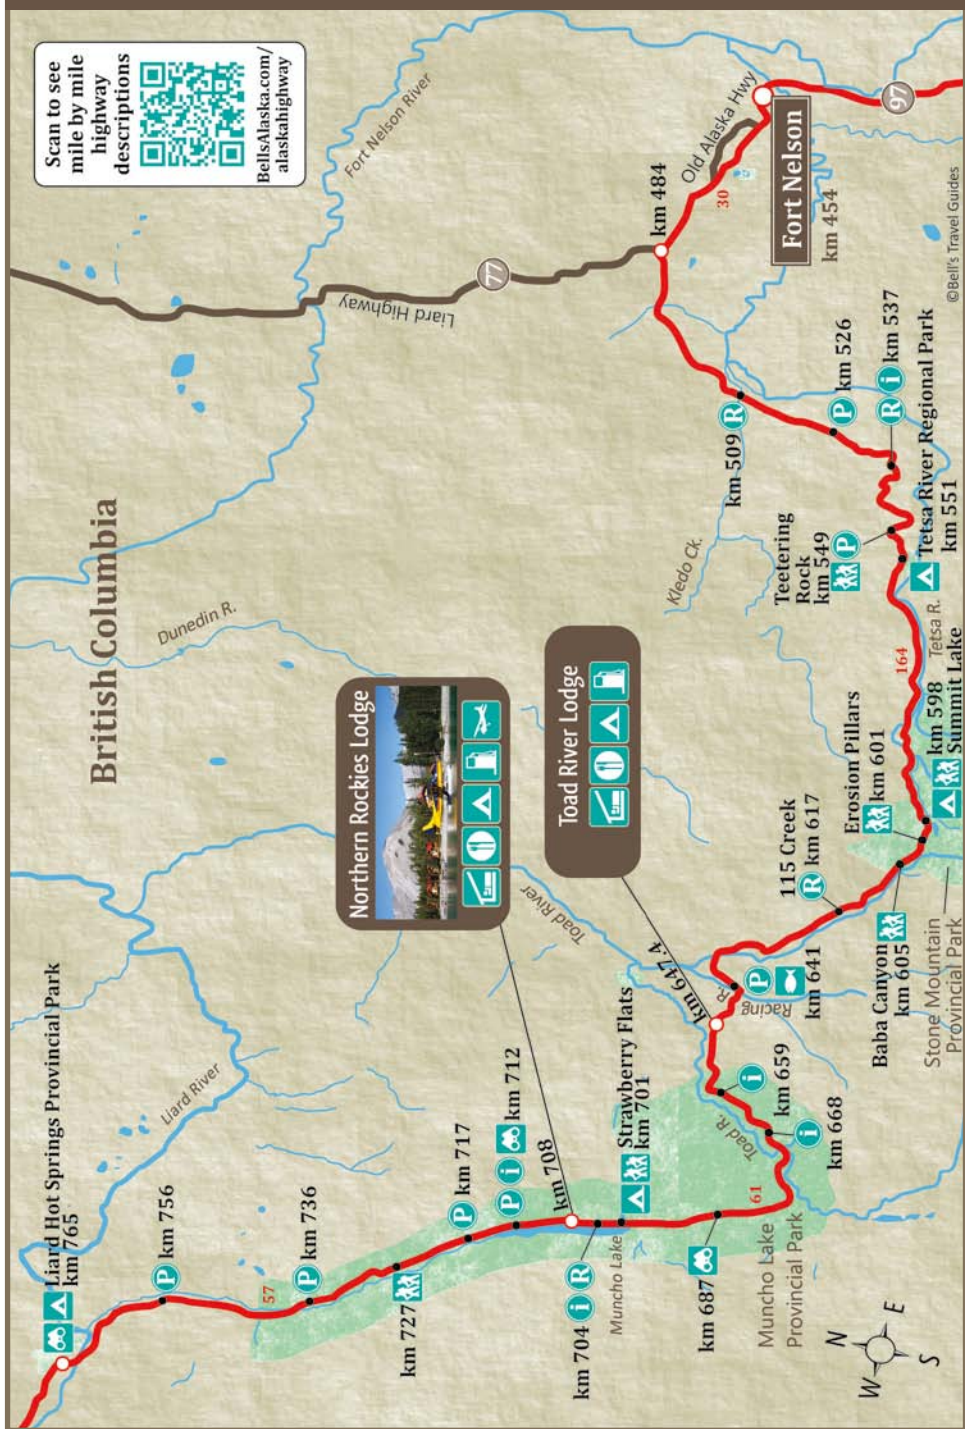 Scan to see
mile by mile
highway
descriptions
BellsAlaska.com/
alaskahighway
British Columbia
Fort Nelson River
Old Alaska Hwy
97
Fort Nelson
km 454
30
km 484
77
Liard Highway
©Bell's Travel Guides
km 509 R
P km 526
R i km 537
Tetsa River Regional Park
km 551
Teetering
Rock
km 549
P
Kledo Ck.
Tetsa R.
164
Dunedin R.
km 598
Summit Lake
Erosion Pillars
km 601
Baba Canyon
km 605
Stone Mountain
Provincial Park
115 Creek
R km 617
P
km 641
Racing
R.
Toad River Lodge
km 647.4
Toad River
Northern Rockies Lodge
km 708
i
km 659
i
km 668
Toad R.
61
Muncho Lake
Provincial Park
km 687
Strawberry Flats
km 701
Muncho Lake
km 704 i R
P i km 712
P km 717
km 727
P km 736
57
P km 756
Liard River
Liard Hot Springs Provincial Park
km 765
N
W
E
S